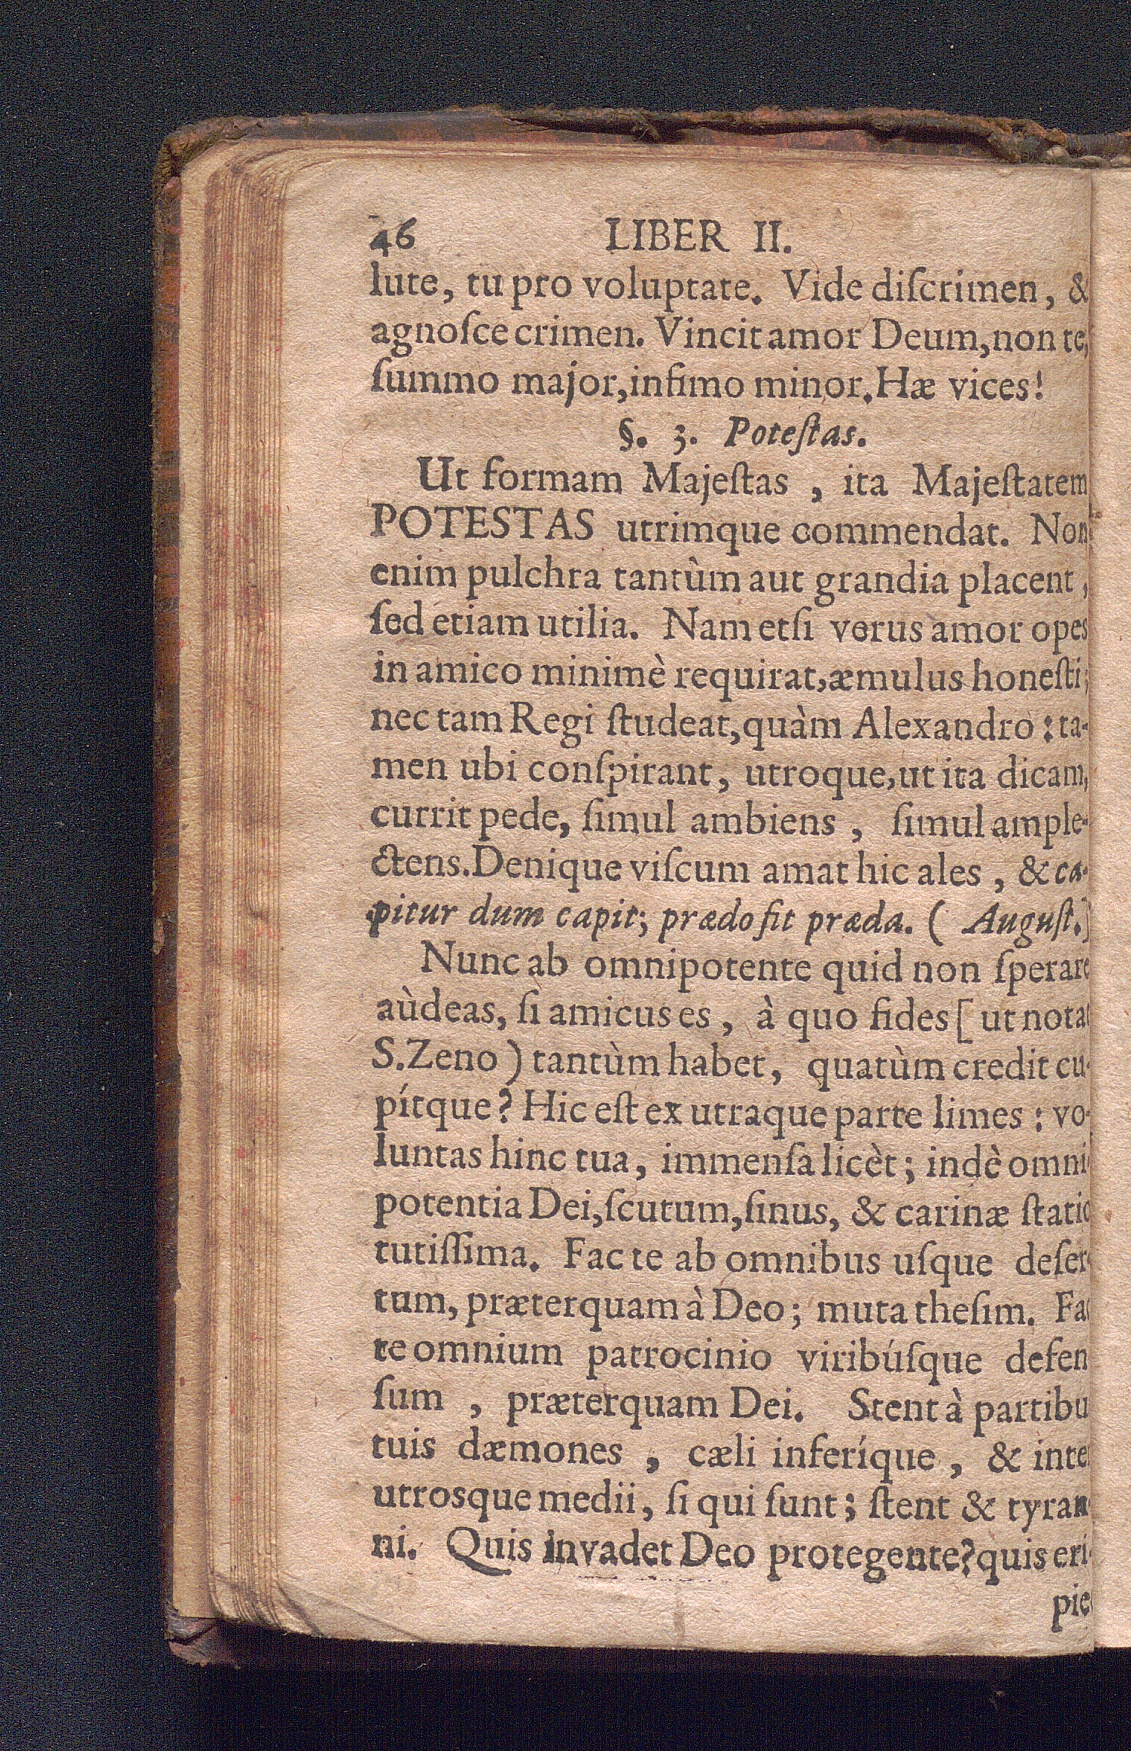 46 LIBER II.
lute, tu pro voluptate. Vide diſcrimen, &
agnoſce crimen. Vincit amor Deum, non te,
ſummo major, infimo minor. Hæ vices!
§. 3. Poteſtas.
Ut formam Majeſtas, ita Majeſtatem
POTESTAS utrimque commendat. Non
enim pulchra tantùm aut grandia placent,
ſed etiam utilia. Nam etſi verus amor opes
in amico minimè requirat, æmulus honeſti;
nec tam Regi ſtudeat, quàm Alexandro: ta-
men ubi conſpirant, utroque, ut ita dicam,
currit pede, ſimul ambiens, ſimul ample-
ctens. Denique viſcum amat hic ales, & ca-
pitur dum capit; prædo fit præda. (Auguſt.)
Nunc ab omnipotente quid non ſperare
aùdeas, ſi amicus es, à quo fides [ut notat
S. Zeno) tantùm habet, quatùm credit cu-
pítque? Hic eſt ex utraque parte limes: vo-
luntas hinc tua, immenſa licèt; indè omni
potentia Dei, ſcutum, ſinus, & carinæ ſtatio
tutiſſima. Fac te ab omnibus uſque deſer-
tum, præterquam à Deo; muta theſim. Fac
te omnium patrocinio viribúſque defen
ſum, præterquam Dei. Stent à partibu
tuis dæmones, cæli inferíque, & inte
utrosque medii, ſi qui ſunt; ſtent & tyran
ni. Quis invadet Deo protegente? quis eri-
pie